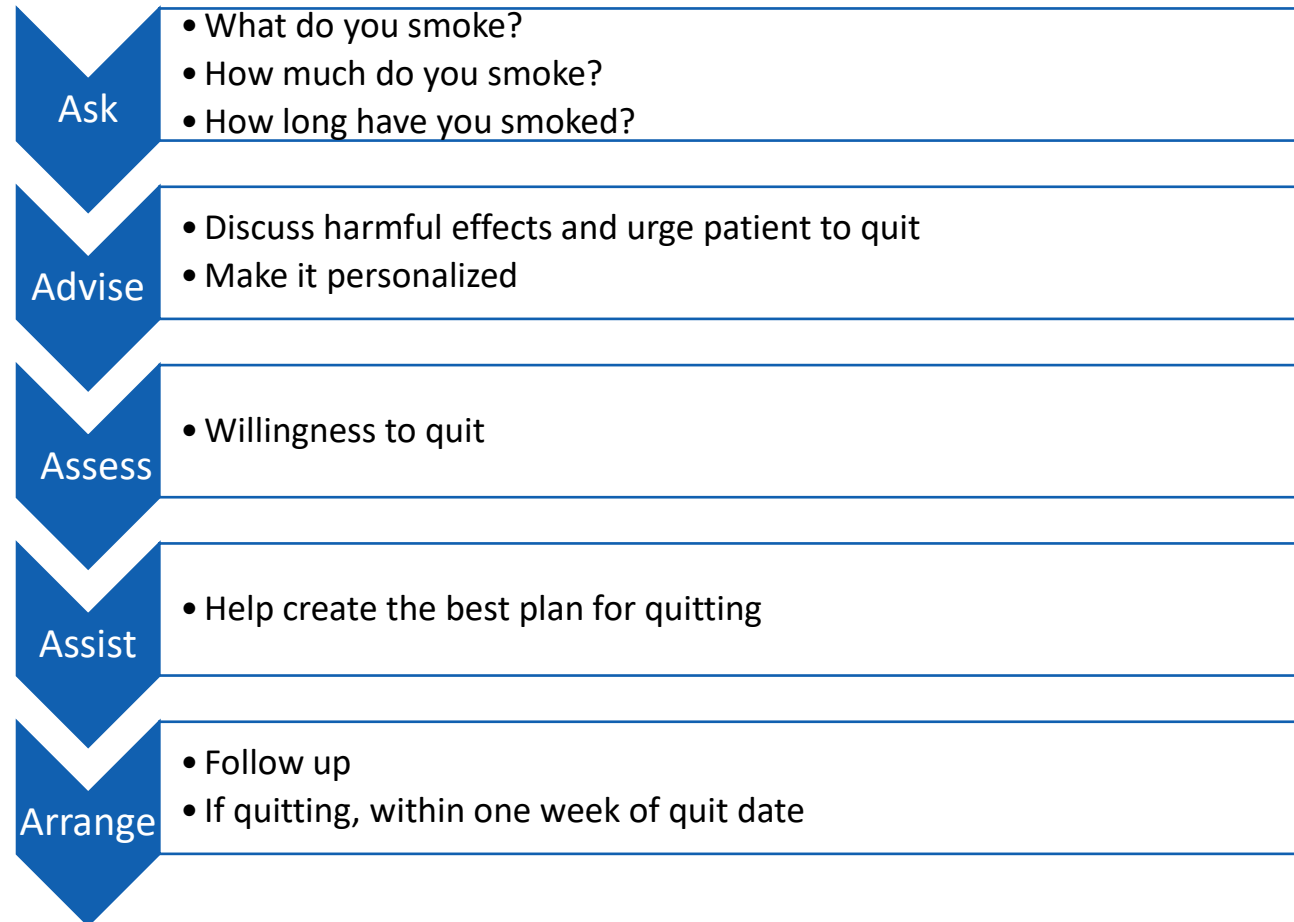 Ask
• What do you smoke?
• How much do you smoke?
• How long have you smoked?
Advise
• Discuss harmful effects and urge patient to quit
• Make it personalized
Assess
• Willingness to quit
Assist
• Help create the best plan for quitting
Arrange
• Follow up
• If quitting, within one week of quit date